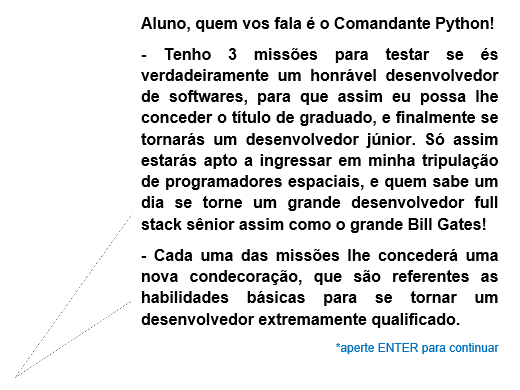 Aluno, quem vos fala é o Comandante Python!
- Tenho 3 missões para testar se és
verdadeiramente um honrável desenvolvedor
de softwares, para que assim eu possa lhe
conceder o título de graduado, e finalmente se
tornarás um desenvolvedor júnior. Só assim
estarás apto a ingressar em minha tripulação
de programadores espaciais, e quem sabe um
dia se torne um grande desenvolvedor full
stack sênior assim como o grande Bill Gates!
- Cada uma das missões lhe concederá uma
nova condecoração, que são referentes as
habilidades básicas para se tornar um
desenvolvedor extremamente qualificado.
*aperte ENTER para continuar